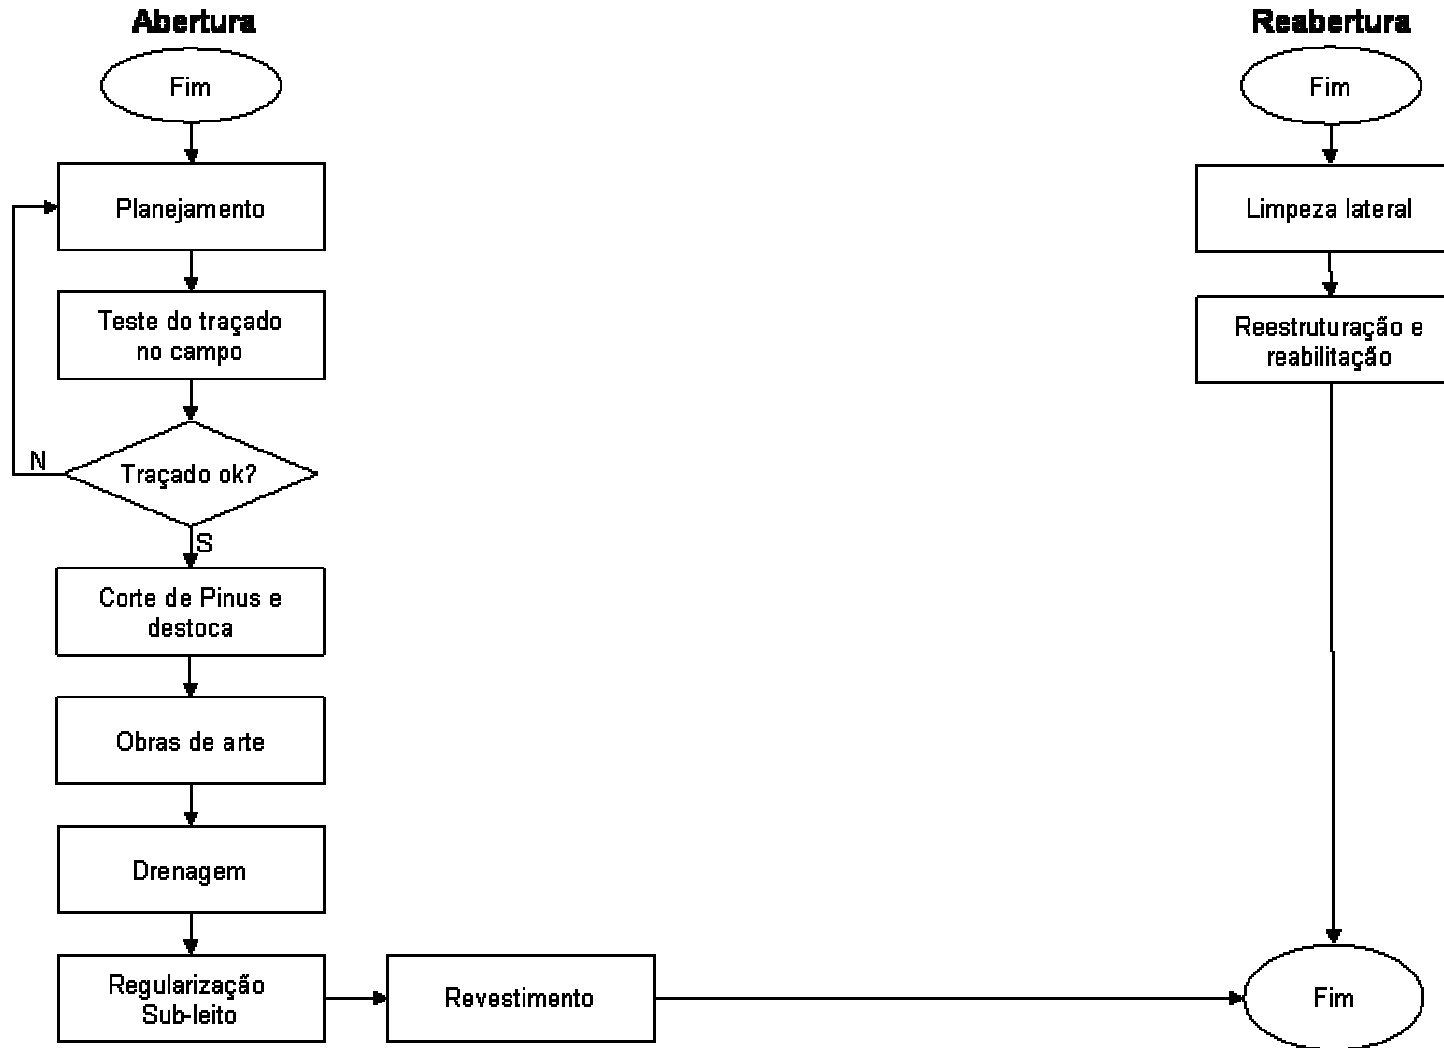 Abertura
Fim
Planejamento
Teste do traçado
no campo
Traçado ok?
N
S
Corte de Pinus e
destoca
Obras de arte
Drenagem
Regularização
Sub-leito
Revestimento
Reabertura
Fim
Limpeza lateral
Reestruturação e
reabilitação
Fim